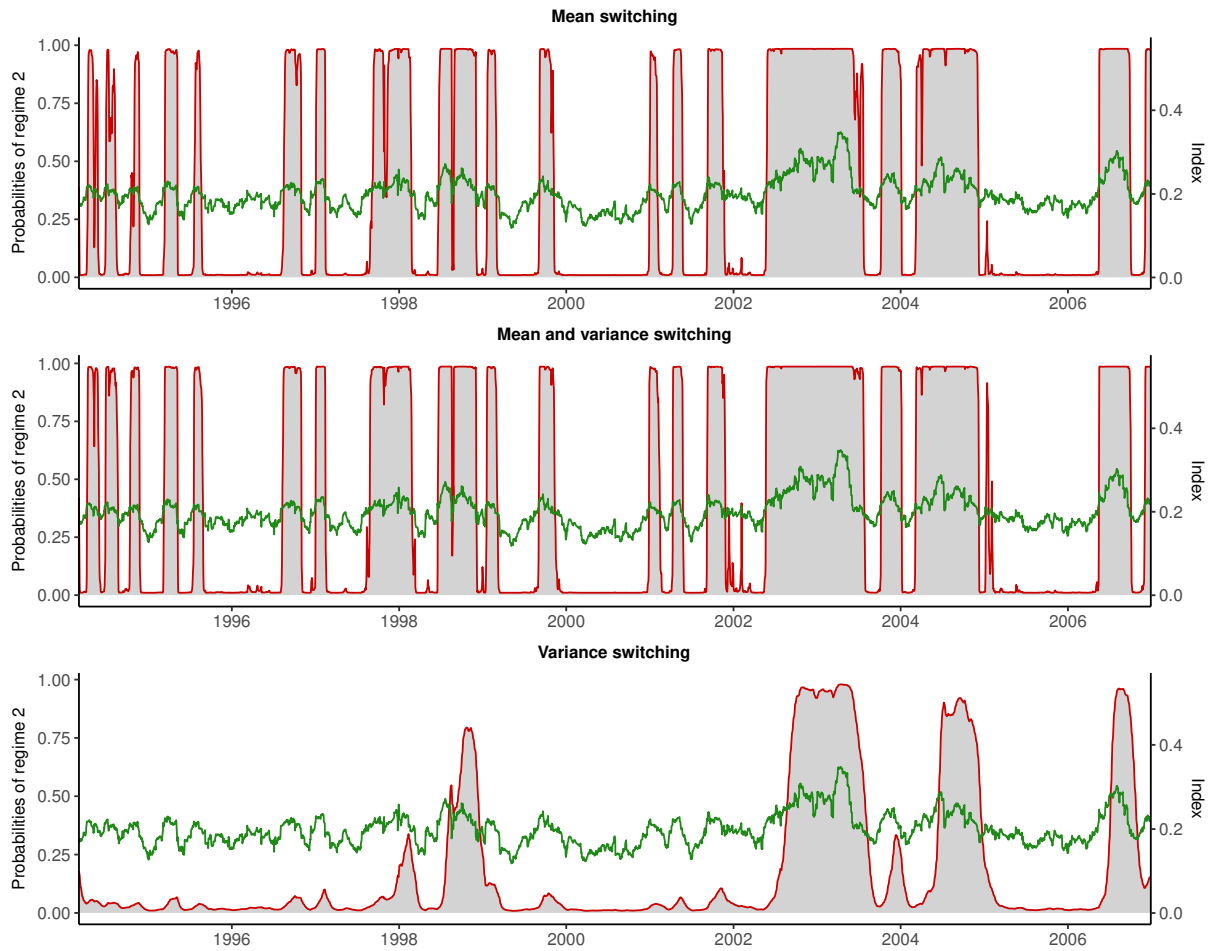 Mean switching
Probabilities of regime 2
1.00
0.75
0.50
0.25
0.00
0.4
0.2
0.0
Index
1996 1998 2000 2002 2004 2006
Mean and variance switching
Probabilities of regime 2
1.00
0.75
0.50
0.25
0.00
0.4
0.2
0.0
Index
1996 1998 2000 2002 2004 2006
Variance switching
Probabilities of regime 2
1.00
0.75
0.50
0.25
0.00
0.4
0.2
0.0
Index
1996 1998 2000 2002 2004 2006